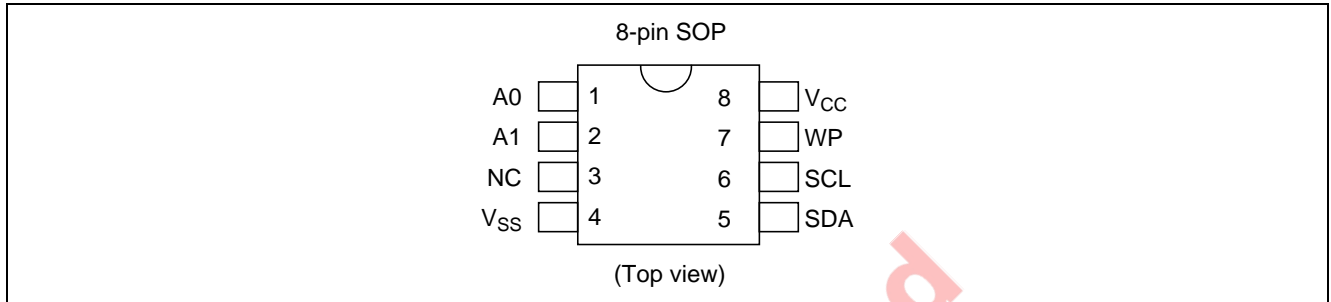 8-pin SOP
A0 1 8 VCC
A1 2 7 WP
NC 3 6 SCL
VSS 4 5 SDA
(Top view)